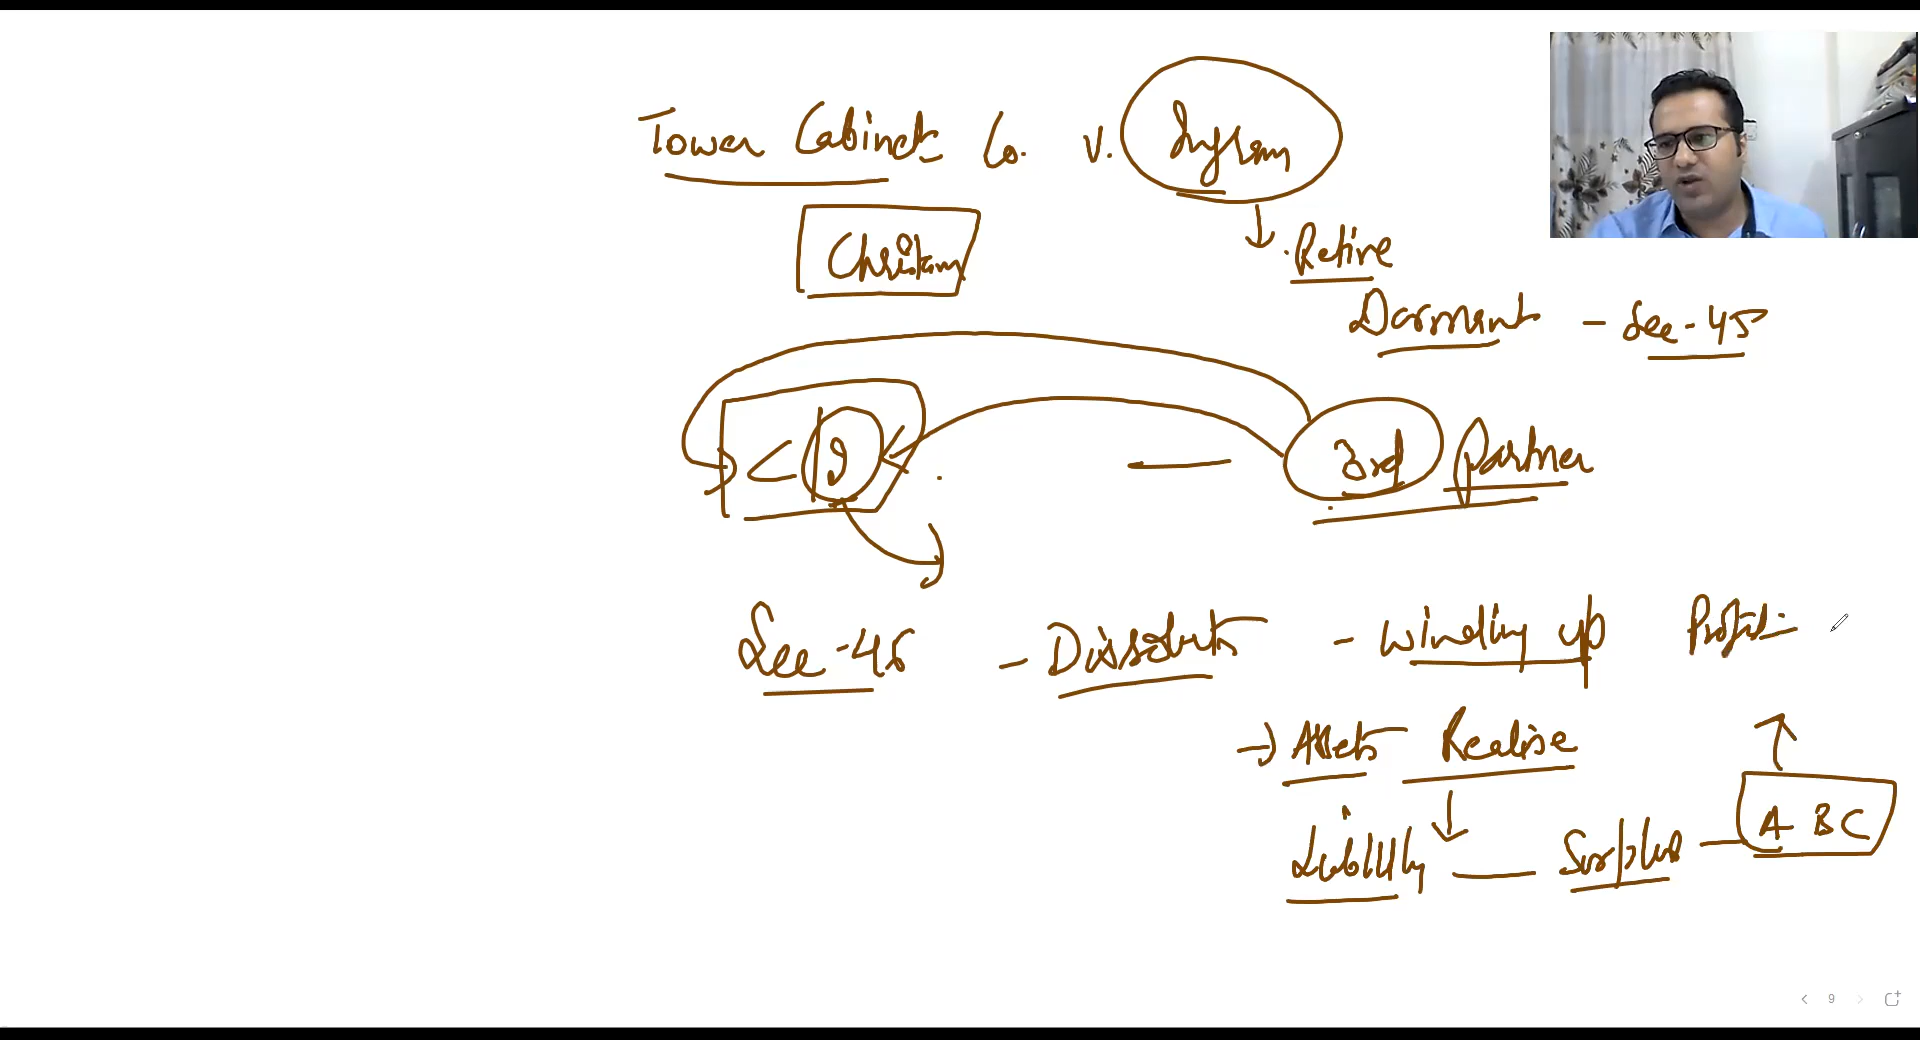 Tower Cabinet Co. v. Ingram
Christmas
Retire
Dormant - Sec-45
C I 3rd Partner
Sec-46 - Dissolution - Winding up Profit
→ Assets Realise
Liability — Surplus — A B C
9